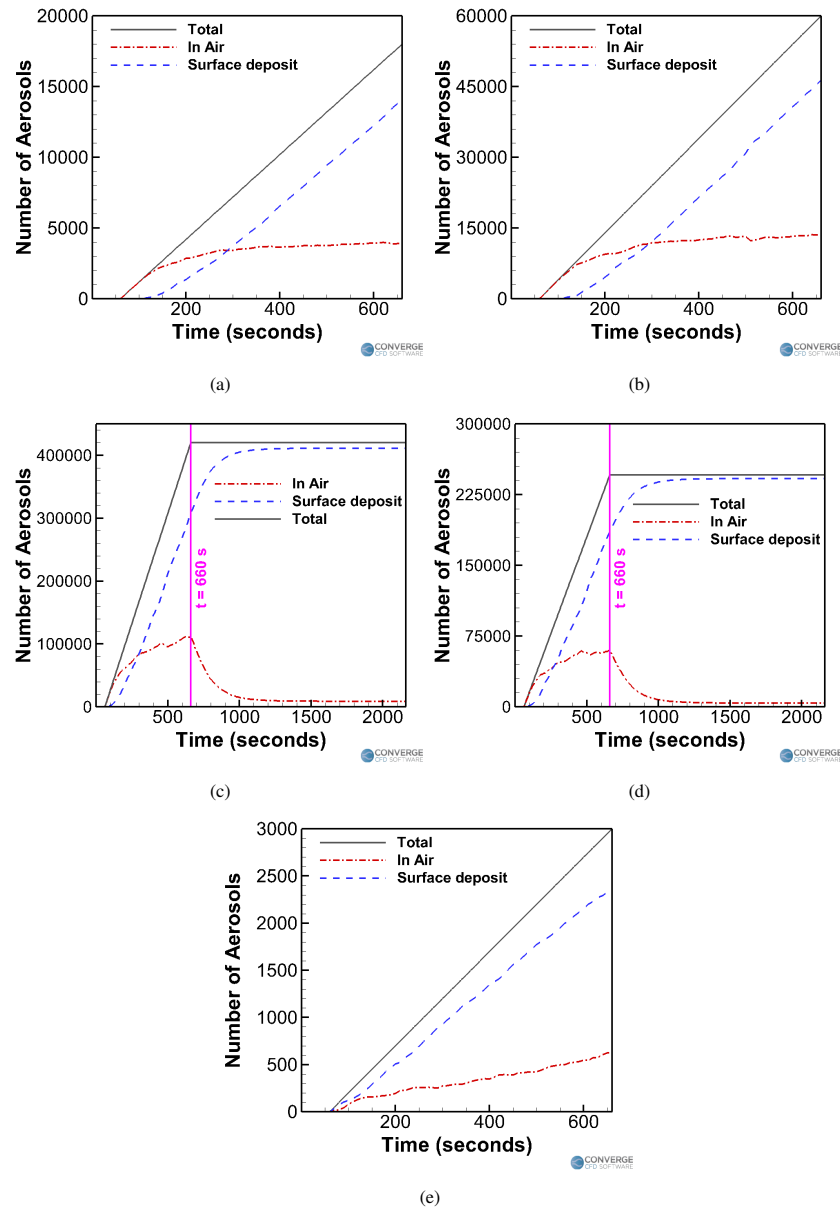 20000
15000
10000
5000
0
Number of Aerosols
Total
In Air
Surface deposit
200
400
600
Time (seconds)
CONVERGE
CFD SOFTWARE
(a)
60000
45000
30000
15000
0
Number of Aerosols
Total
In Air
Surface deposit
200
400
600
Time (seconds)
CONVERGE
CFD SOFTWARE
(b)
400000
300000
200000
100000
0
Number of Aerosols
In Air
Surface deposit
Total
t = 660 s
500
1000
1500
2000
Time (seconds)
CONVERGE
CFD SOFTWARE
(c)
300000
225000
150000
75000
0
Number of Aerosols
Total
In Air
Surface deposit
t = 660 s
500
1000
1500
2000
Time (seconds)
CONVERGE
CFD SOFTWARE
(d)
3000
2500
2000
1500
1000
500
0
Number of Aerosols
Total
In Air
Surface deposit
200
400
600
Time (seconds)
CONVERGE
CFD SOFTWARE
(e)